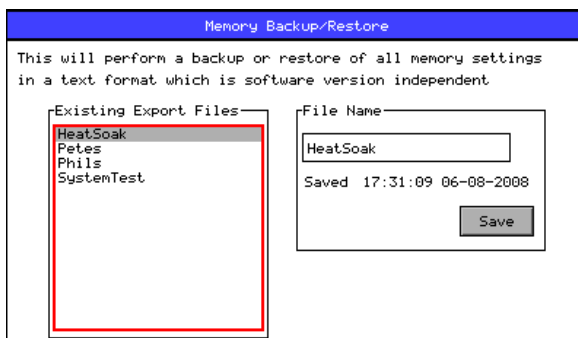 Memory Backup/Restore
This will perform a backup or restore of all memory settings
in a text format which is software version independent
Existing Export Files
HeatSoak
Petes
Phils
SystemTest
File Name
HeatSoak
Saved 17:31:09 06-08-2008
Save